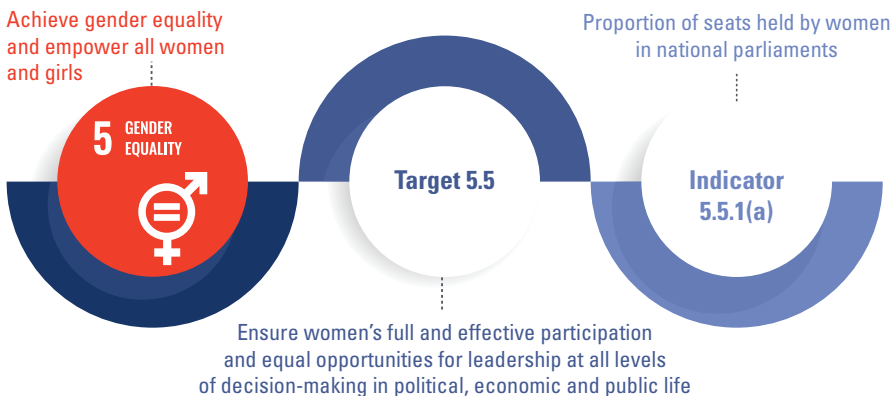 Achieve gender equality
and empower all women
and girls
5 GENDER
EQUALITY
Target 5.5
Ensure women’s full and effective participation
and equal opportunities for leadership at all levels
of decision-making in political, economic and public life
Proportion of seats held by women
in national parliaments
Indicator
5.5.1(a)